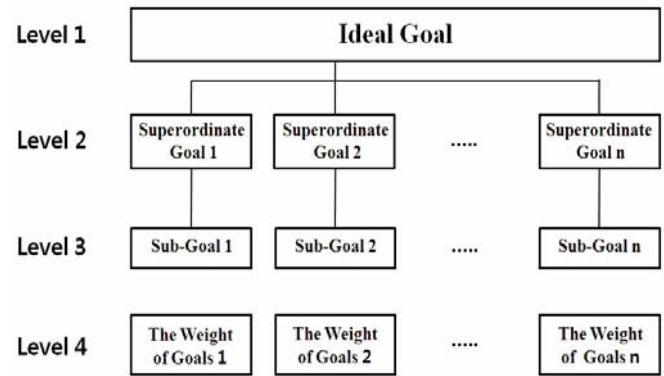 Level 1
Ideal Goal
Level 2
Superordinate
Goal 1
Superordinate
Goal 2
.....
Superordinate
Goal n
Level 3
Sub-Goal 1
Sub-Goal 2
.....
Sub-Goal n
Level 4
The Weight
of Goals 1
The Weight
of Goals 2
.....
The Weight
of Goals n